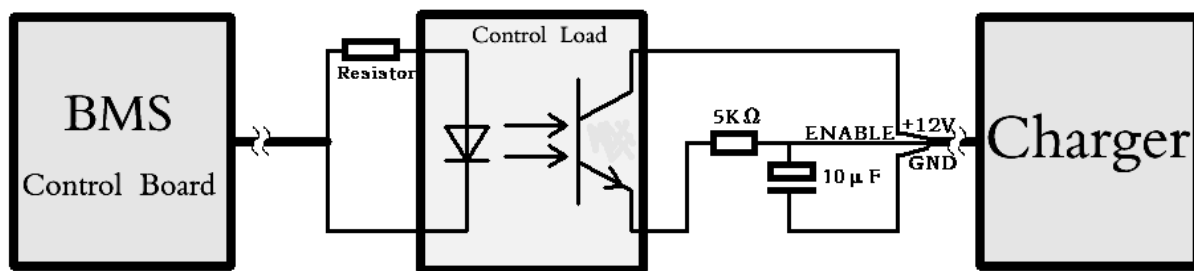 BMS
Control Board
Resistor
Control Load
5KΩ
ENABLE
+12V
GND
10μF
Charger